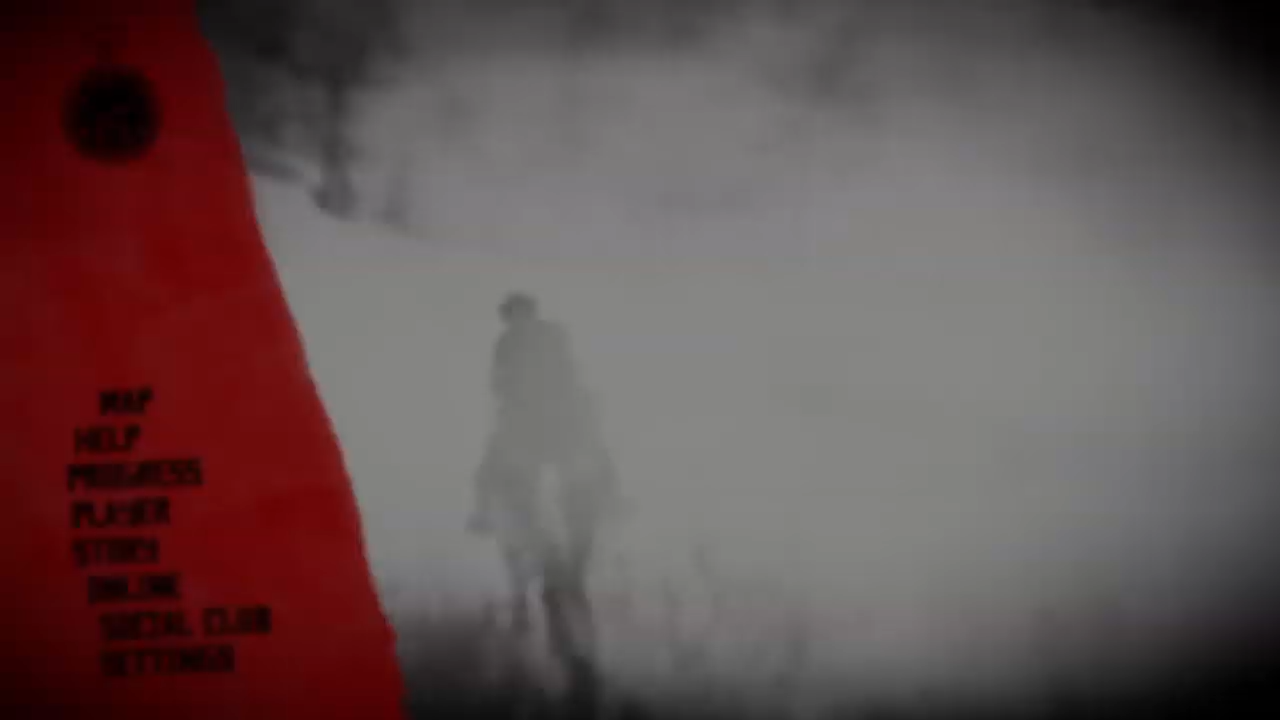 MAP
HELP
PROGRESS
PLAYER
STORY
ONLINE
SOCIAL CLUB
SETTINGS